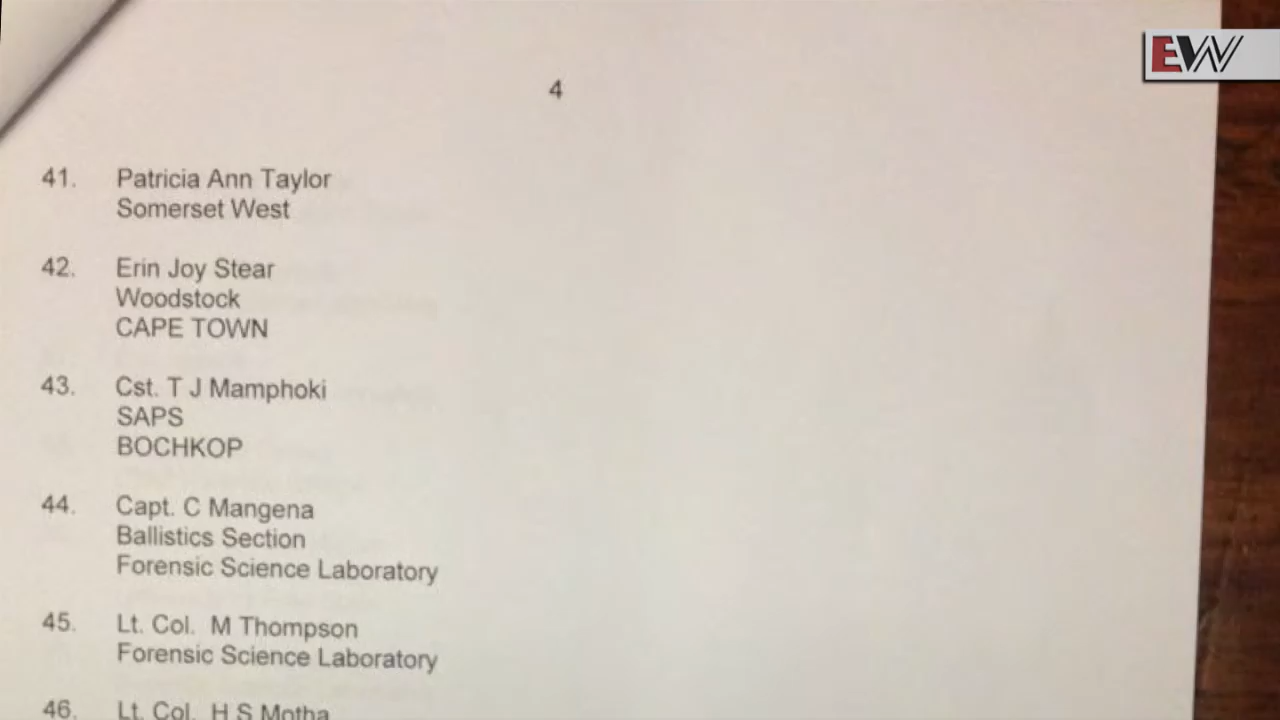 EW
4
41. Patricia Ann Taylor
Somerset West
42. Erin Joy Stear
Woodstock
CAPE TOWN
43. Cst. T J Mamphoki
SAPS
BOCHKOP
44. Capt. C Mangena
Ballistics Section
Forensic Science Laboratory
45. Lt. Col. M Thompson
Forensic Science Laboratory
46. Lt. Col. H S Motha